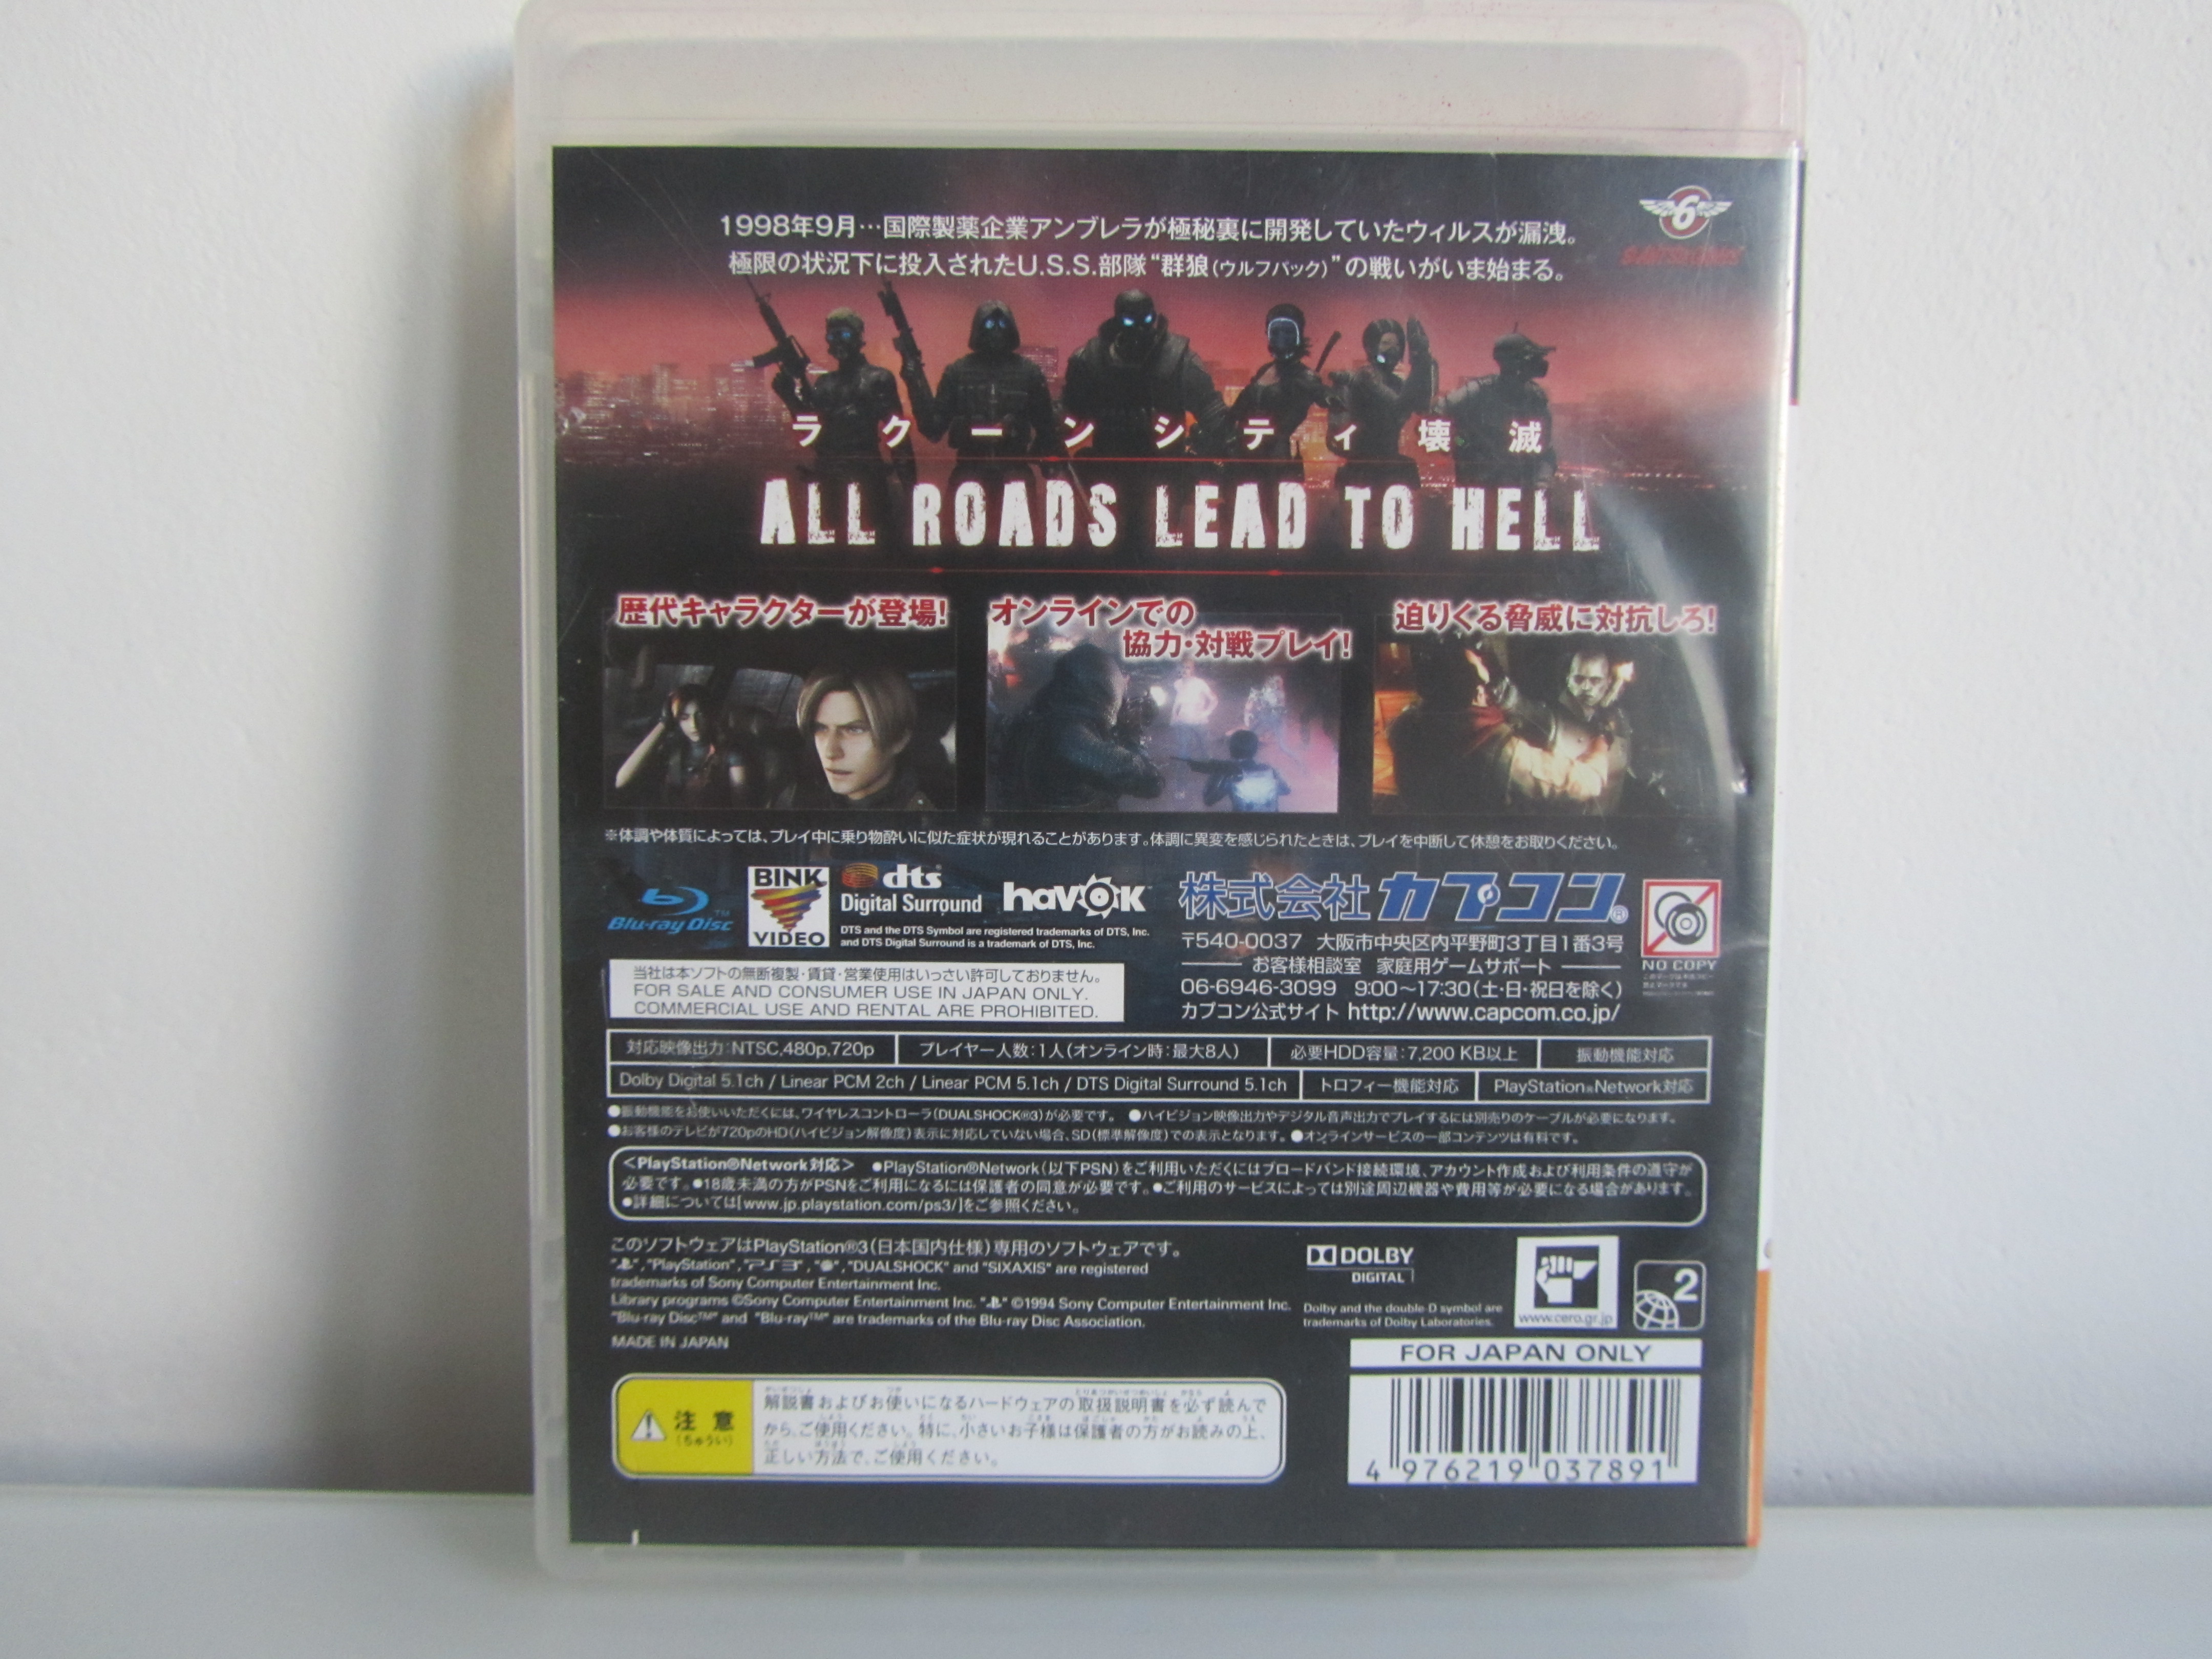 1998年9月…国際製薬企業アンブレラが極秘裏に開発していたウィルスが漏洩。
極限の状況下に投入されたU.S.S.部隊“群狼(ウルフパック)”の戦いがいま始まる。
6
ラクーンシティ壊滅
ALL ROADS LEAD TO HELL
歴代キャラクターが登場!
オンラインでの
協力・対戦プレイ!
迫りくる脅威に対抗しろ!
※体調や体質によっては、プレイ中に乗り物酔いに似た症状が現れることがあります。体調に異変を感じられたときは、プレイを中断して休憩をお取りください。
Blu-ray Disc™
BINK VIDEO
dts Digital Surround
DTS and the DTS Symbol are registered trademarks of DTS, Inc.
and DTS Digital Surround is a trademark of DTS, Inc.
havok™
株式会社カプコン®
〒540-0037 大阪市中央区内平野町3丁目1番3号
お客様相談室 家庭用ゲームサポート
06-6946-3099 9:00〜17:30(土・日・祝日を除く)
カプコン公式サイト http://www.capcom.co.jp/
NO COPY
当社は本ソフトの無断複製・賃貸・営業使用はいっさい許可しておりません。
FOR SALE AND CONSUMER USE IN JAPAN ONLY.
COMMERCIAL USE AND RENTAL ARE PROHIBITED.
対応映像出力:NTSC,480p,720p プレイヤー人数:1人(オンライン時:最大8人) 必要HDD容量:7,200 KB以上 振動機能対応
Dolby Digital 5.1ch / Linear PCM 2ch / Linear PCM 5.1ch / DTS Digital Surround 5.1ch トロフィー機能対応 PlayStation®Network対応
●振動機能をお使いいただくには、ワイヤレスコントローラ(DUALSHOCK®3)が必要です。 ●ハイビジョン映像出力やデジタル音声出力でプレイするには別売りのケーブルが必要になります。
●お客様のテレビが720pのHD(ハイビジョン解像度)表示に対応していない場合、SD(標準解像度)での表示となります。●オンラインサービスの一部コンテンツは有料です。
<PlayStation®Network対応> ●PlayStation®Network(以下PSN)をご利用いただくにはブロードバンド接続環境、アカウント作成および利用条件の遵守が
必要です。●18歳未満の方がPSNをご利用になるには保護者の同意が必要です。●ご利用のサービスによっては別途周辺機器や費用等が必要になる場合があります。
●詳細については[www.jp.playstation.com/ps3/]をご参照ください。
このソフトウェアはPlayStation®3(日本国内仕様)専用のソフトウェアです。
"PlayStation", "PS3", "DUALSHOCK" and "SIXAXIS" are registered
trademarks of Sony Computer Entertainment Inc.
Library programs ©Sony Computer Entertainment Inc. ©1994 Sony Computer Entertainment Inc.
"Blu-ray Disc™" and "Blu-ray™" are trademarks of the Blu-ray Disc Association.
MADE IN JAPAN
DOLBY
DIGITAL
Dolby and the double-D symbol are
trademarks of Dolby Laboratories.
www.cero.gr.jp
2
FOR JAPAN ONLY
注意
(ちゅうい)
解説書およびお使いになるハードウェアの取扱説明書を必ず読んで
から、ご使用ください。特に、小さいお子様は保護者の方がお読みの上、
正しい方法で、ご使用ください。
4 976219 037891